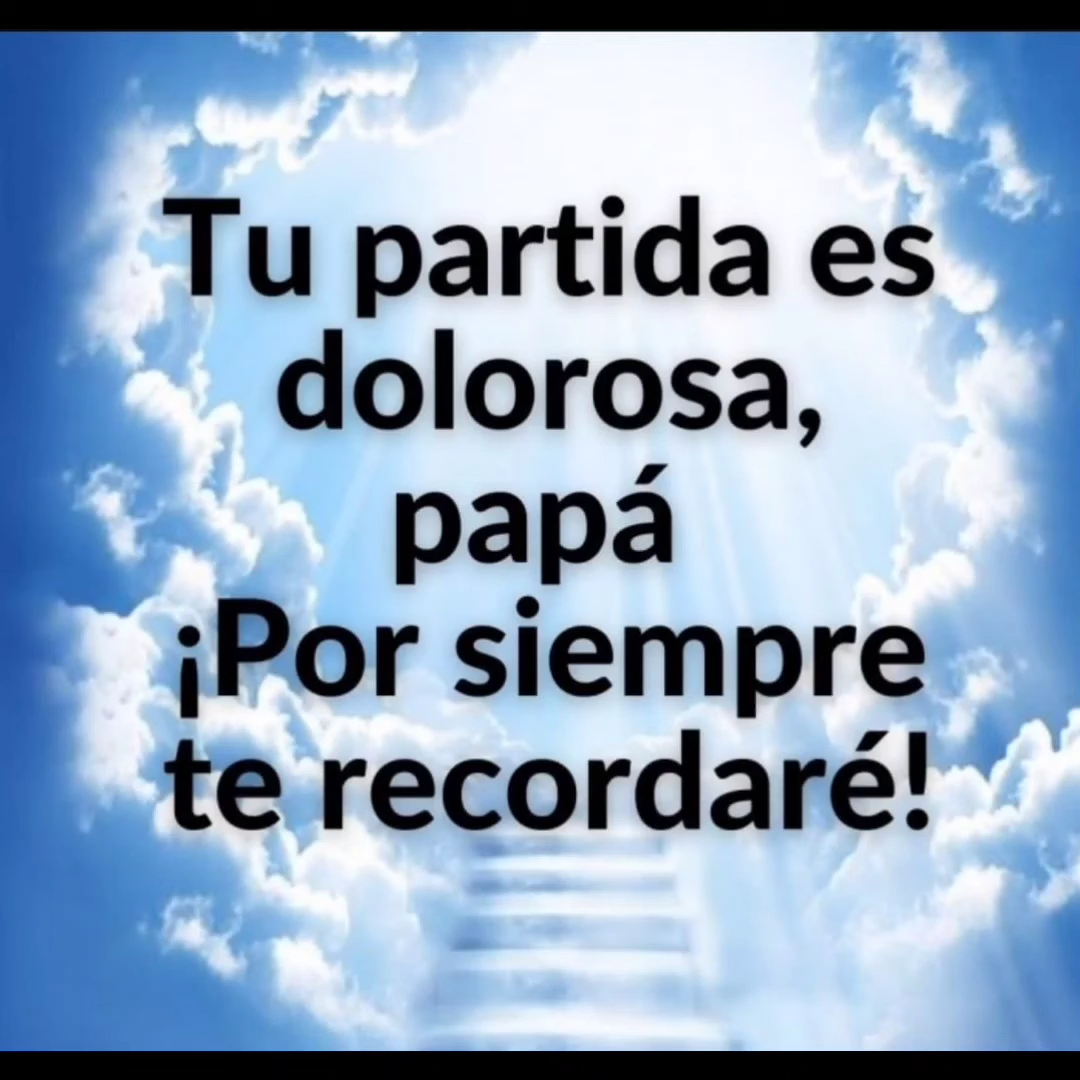 Tu partida es
dolorosa,
papá
¡Por siempre
te recordaré!